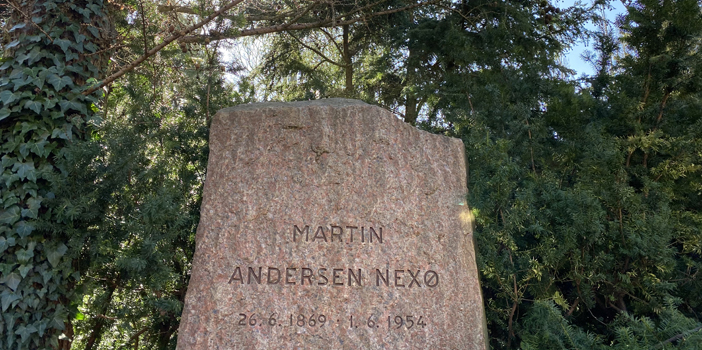 MARTIN
ANDERSEN NEXØ
26.6.1869 · 1.6.1954